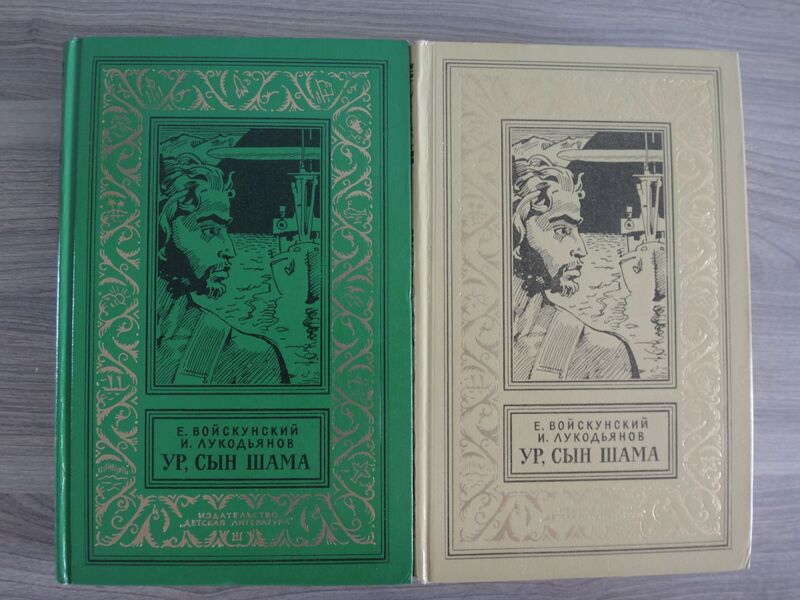 Е. ВОЙСКУНСКИЙ
И. ЛУКОДЬЯНОВ
УР, СЫН ШАМА
ИЗДАТЕЛЬСТВО
„ДЕТСКАЯ ЛИТЕРАТУРА"
Е. ВОЙСКУНСКИЙ
И. ЛУКОДЬЯНОВ
УР, СЫН ШАМА